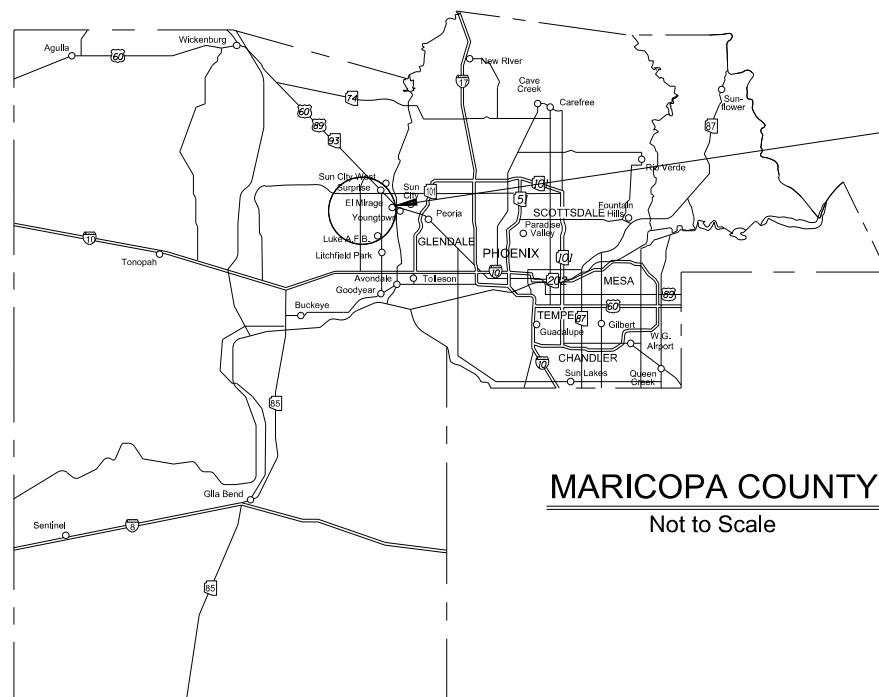 Wickenburg
Aguila
60
New River
17
Cave
Creek
Carefree
Sun-
flower
74
60
89
93
87
Rio Verde
Sun City West
Surprise
Sun
City
101
101
El Mirage
Youngtown
Peoria
51
SCOTTSDALE
Fountain
Hills
Paradise
Valley
10
Luke A.F.B.
GLENDALE
PHOENIX
Tonopah
Litchfield Park
101
10
Avondale
Tolleson
202
MESA
Goodyear
89
Buckeye
60
TEMPE
87
Guadalupe
Gilbert
W.G.
Airport
CHANDLER
10
Sun Lakes
Queen
Creek
85
MARICOPA COUNTY
Not to Scale
Gila Bend
Sentinel
8
85